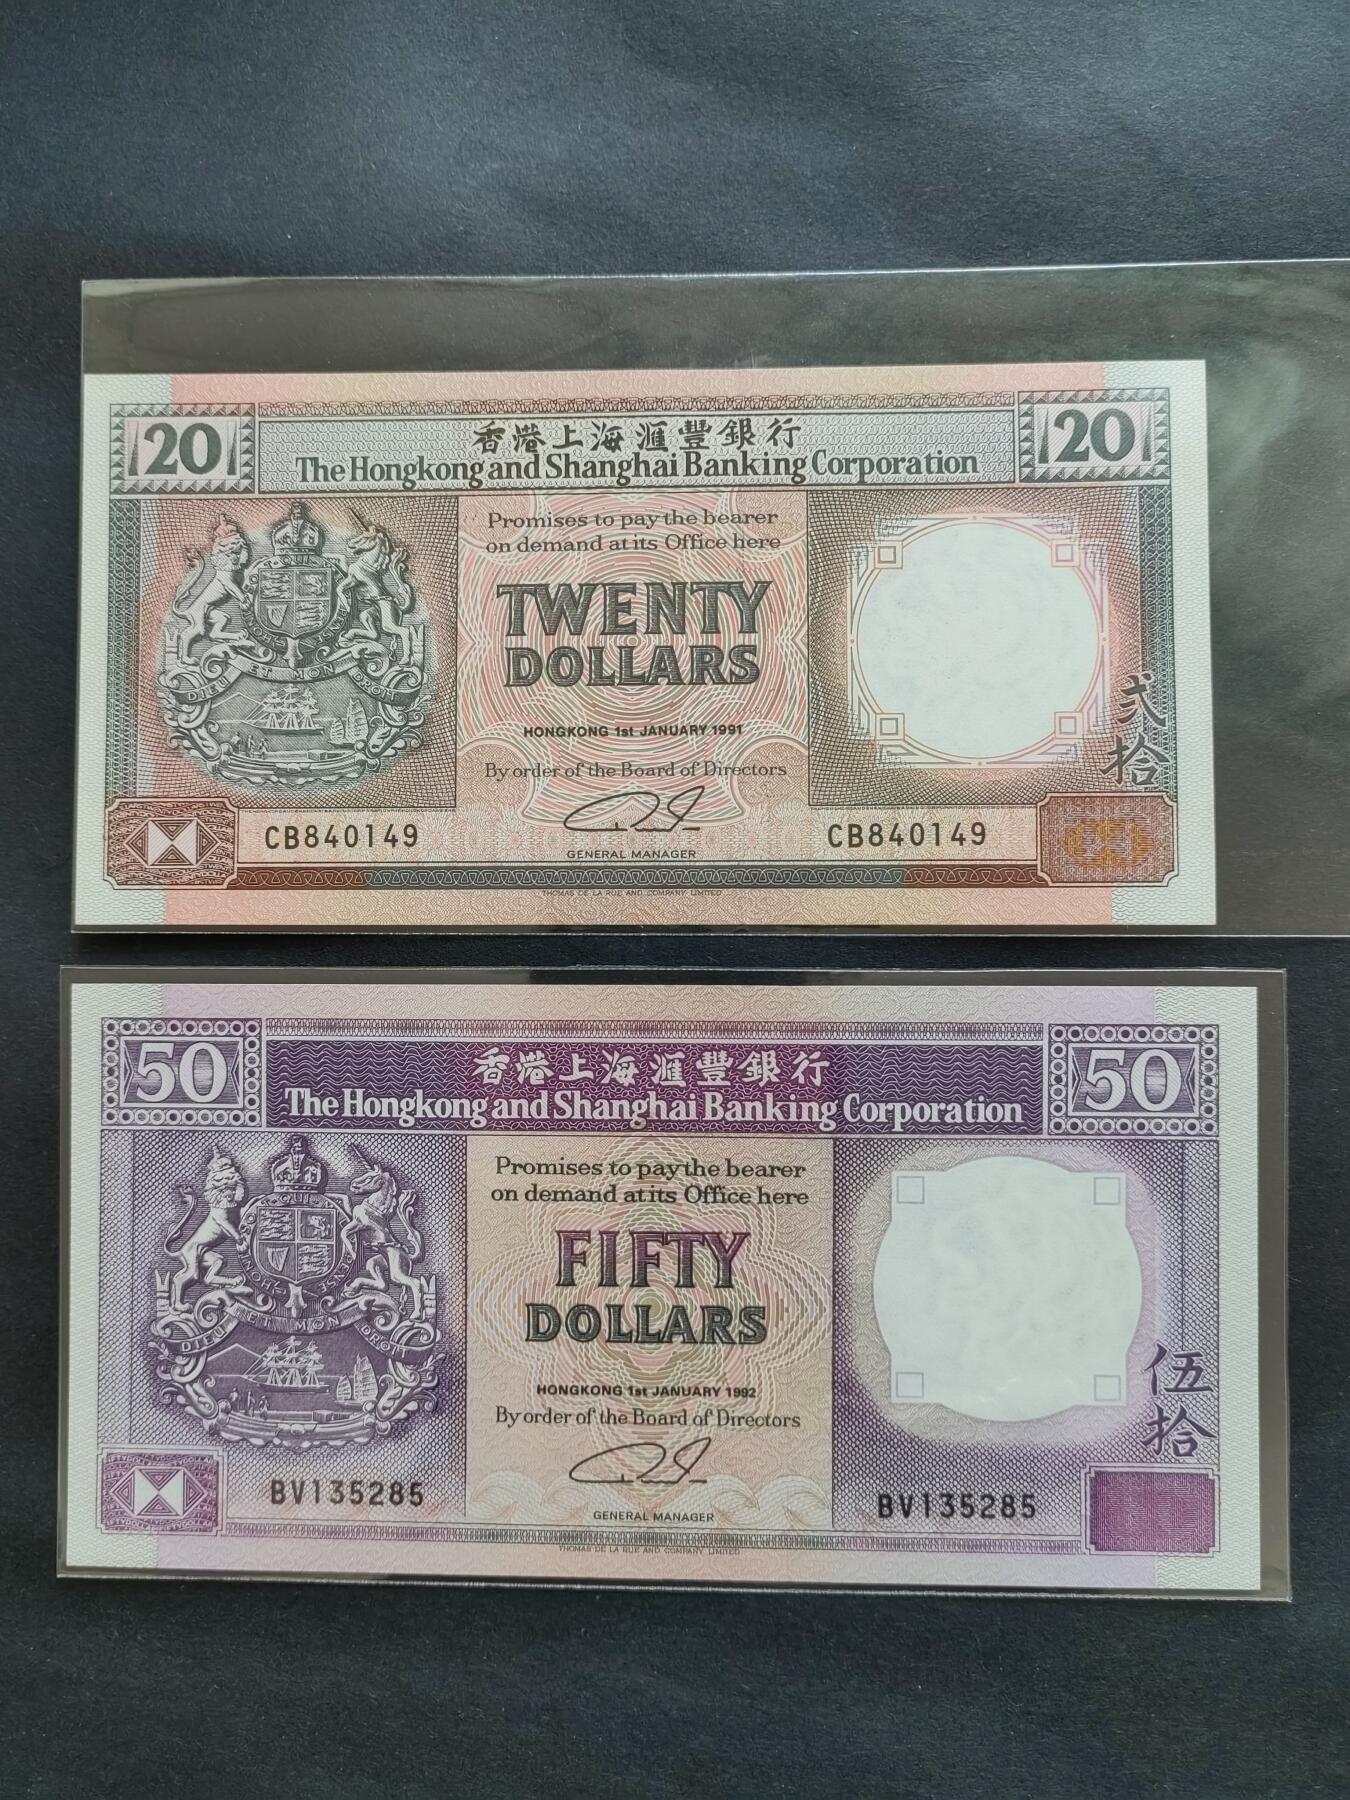 20
香港上海滙豐銀行
20
The Hongkong and Shanghai Banking Corporation
Promises to pay the bearer
on demand at its Office here
TWENTY
DOLLARS
DIEU ET MON DROIT
HONGKONG 1st JANUARY 1991
By order of the Board of Directors
弍拾
CB840149
CB840149
GENERAL MANAGER
THOMAS DE LA RUE AND COMPANY LIMITED
50
香港上海滙豐銀行
50
The Hongkong and Shanghai Banking Corporation
Promises to pay the bearer
on demand at its Office here
FIFTY
DOLLARS
DIEU ET MON DROIT
HONGKONG 1st JANUARY 1992
By order of the Board of Directors
伍拾
BV135285
BV135285
GENERAL MANAGER
THOMAS DE LA RUE AND COMPANY LIMITED